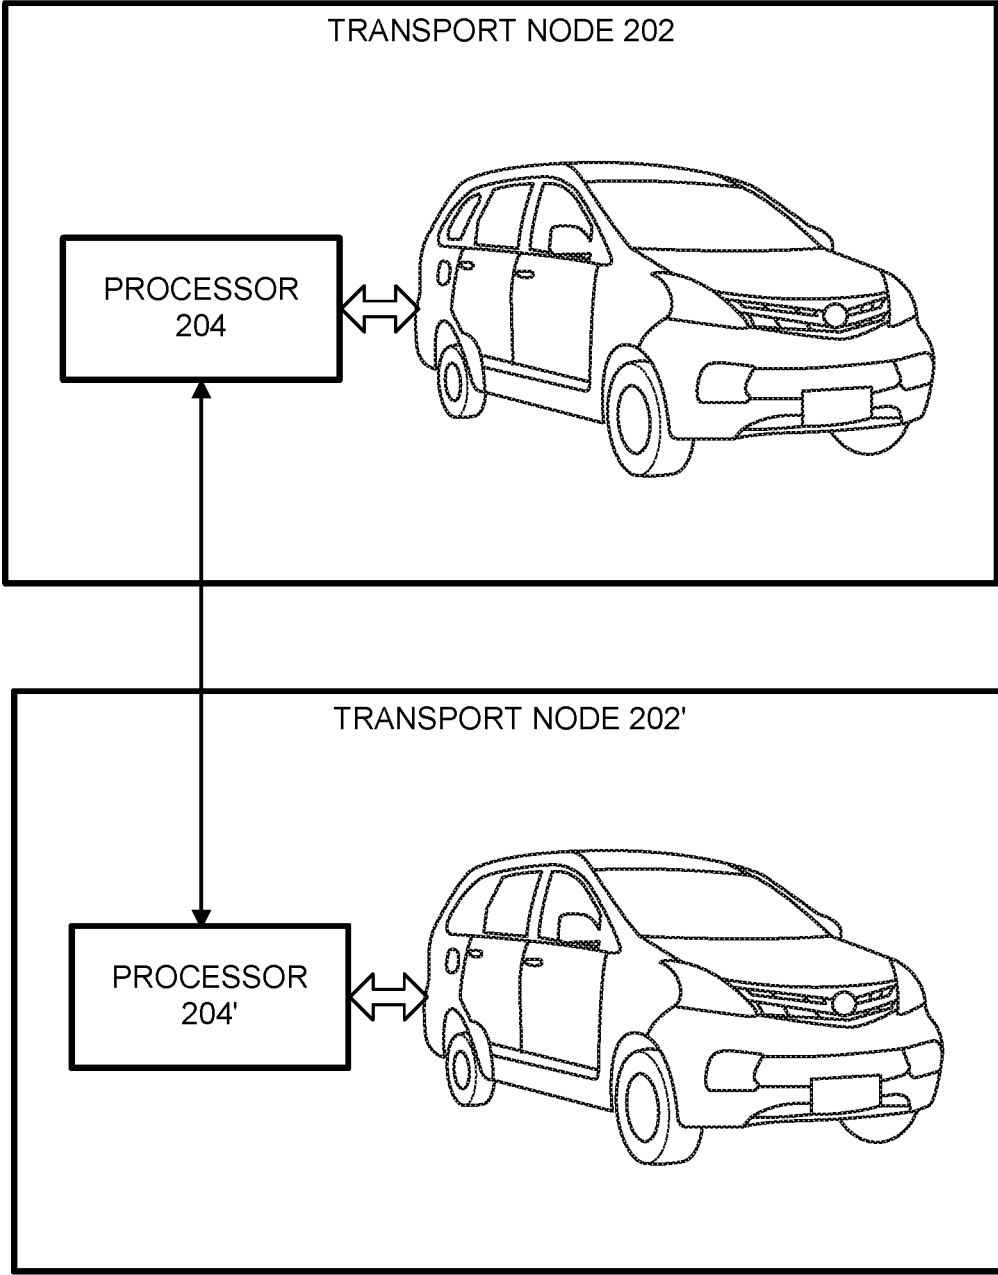 TRANSPORT NODE 202
PROCESSOR
204
TRANSPORT NODE 202'
PROCESSOR
204'